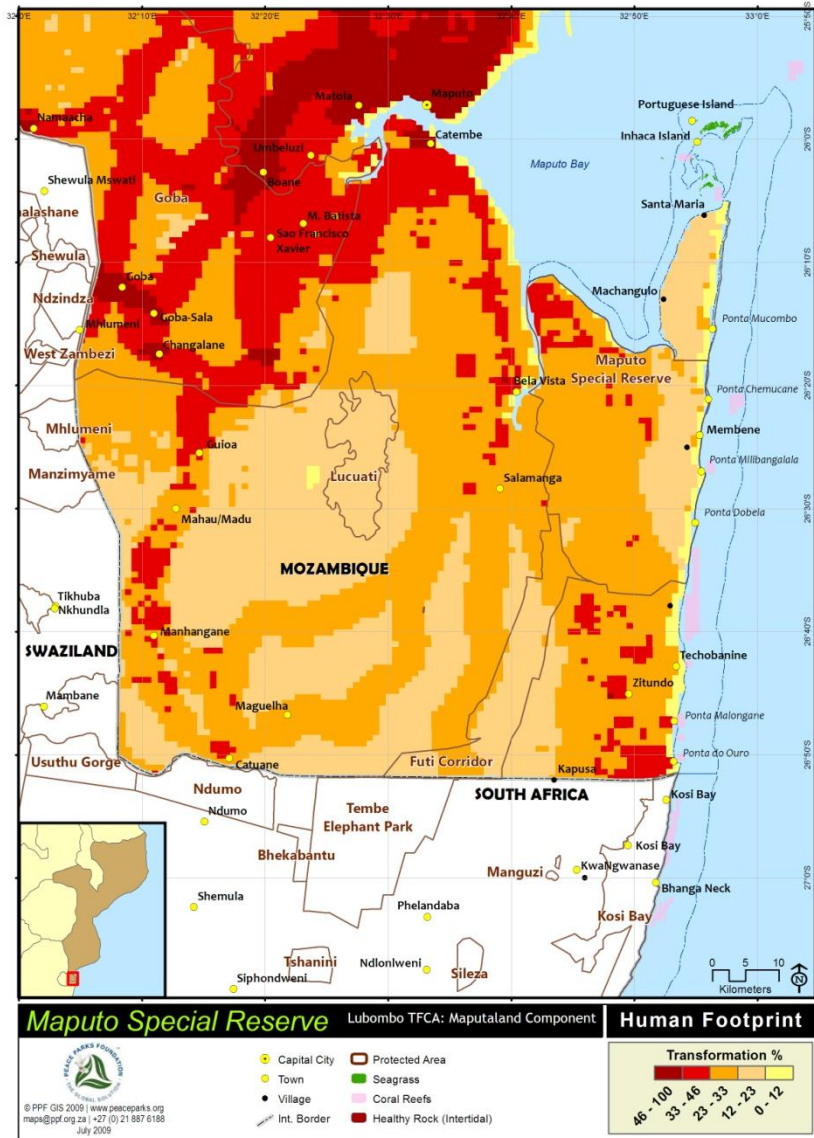 32°0'E
32°10'E
32°20'E
32°30'E
32°40'E
32°50'E
33°0'E
25°50'S
Matola
Maputo
Portuguese Island
Namaacha
Catembe
Inhaca Island
26°0'S
Umbeluzi
Maputo Bay
Shewula Mswati
Boane
Goba
alashane
M. Batista
Santa Maria
Shewula
Sao Francisco
Xavier
26°10'S
Goba
Ndzindza
Machangulo
Goba-Sala
Mhlumeni
Ponta Mucombo
West Zambezi
Changalane
Maputo
Special Reserve
Bela Vista
26°20'S
Ponta Chemucane
Mhlumeni
Membene
Guioa
Manzimyame
Lucuati
Ponta Milibangalala
Salamanga
26°30'S
Mahau/Madu
Ponta Dobela
MOZAMBIQUE
Tikhuba
Nkhundla
Manhangane
26°40'S
SWAZILAND
Techobanine
Mambane
Zitundo
Maguelha
Ponta Malongane
Usuthu Gorge
Catuane
Futi Corridor
Ponta do Ouro
26°50'S
Kapusa
Ndumo
SOUTH AFRICA
Kosi Bay
Ndumo
Tembe
Elephant Park
Bhekabantu
Kosi Bay
Manguzi
KwaNgwanase
27°0'S
Bhanga Neck
Shemula
Phelandaba
Kosi Bay
Tshanini
Ndlonlweni
Sileza
Siphondweni
0 5 10
Kilometers
N
Maputo Special Reserve
Lubombo TFCA: Maputaland Component
Human Footprint
PEACE PARKS FOUNDATION
THE GLOBAL SOLUTION
© PPF GIS 2009 | www.peaceparks.org
maps@ppf.org.za | +27 (0) 21 887 6188
July 2009
Capital City
Town
Village
Int. Border
Protected Area
Seagrass
Coral Reefs
Healthy Rock (Intertidal)
Transformation %
46 - 100
33 - 46
23 - 33
12 - 23
0 - 12